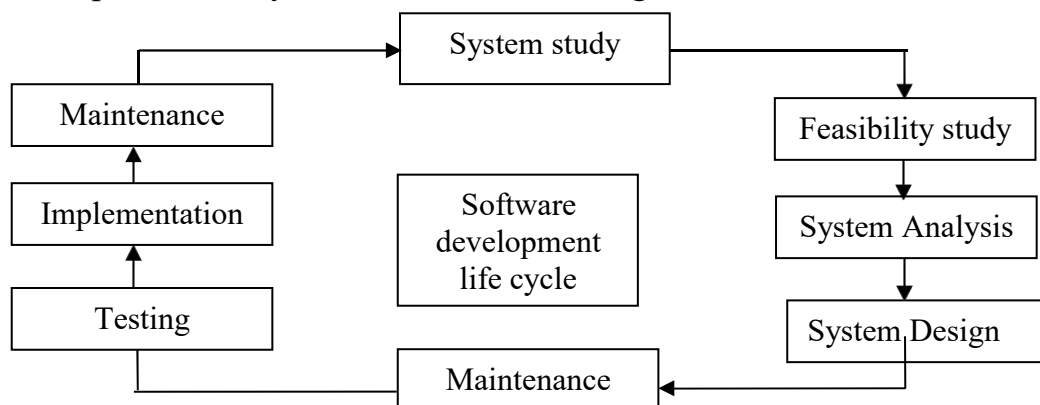 System study
Maintenance
Feasibility study
Implementation
Software
development
life cycle
System Analysis
Testing
System Design
Maintenance